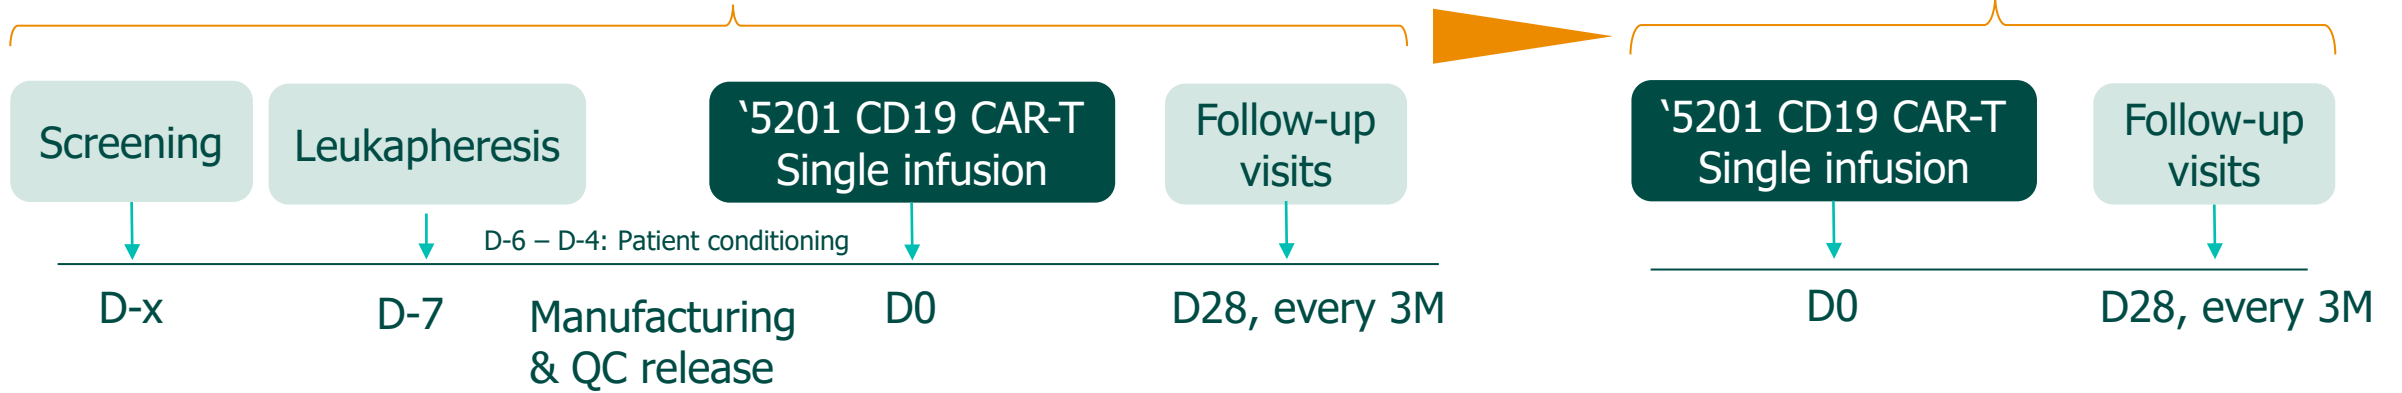 Screening
Leukapheresis
‘5201 CD19 CAR-T
Single infusion
Follow-up
visits
D-6 – D-4: Patient conditioning
D-x
D-7
Manufacturing
& QC release
D0
D28, every 3M
‘5201 CD19 CAR-T
Single infusion
Follow-up
visits
D0
D28, every 3M